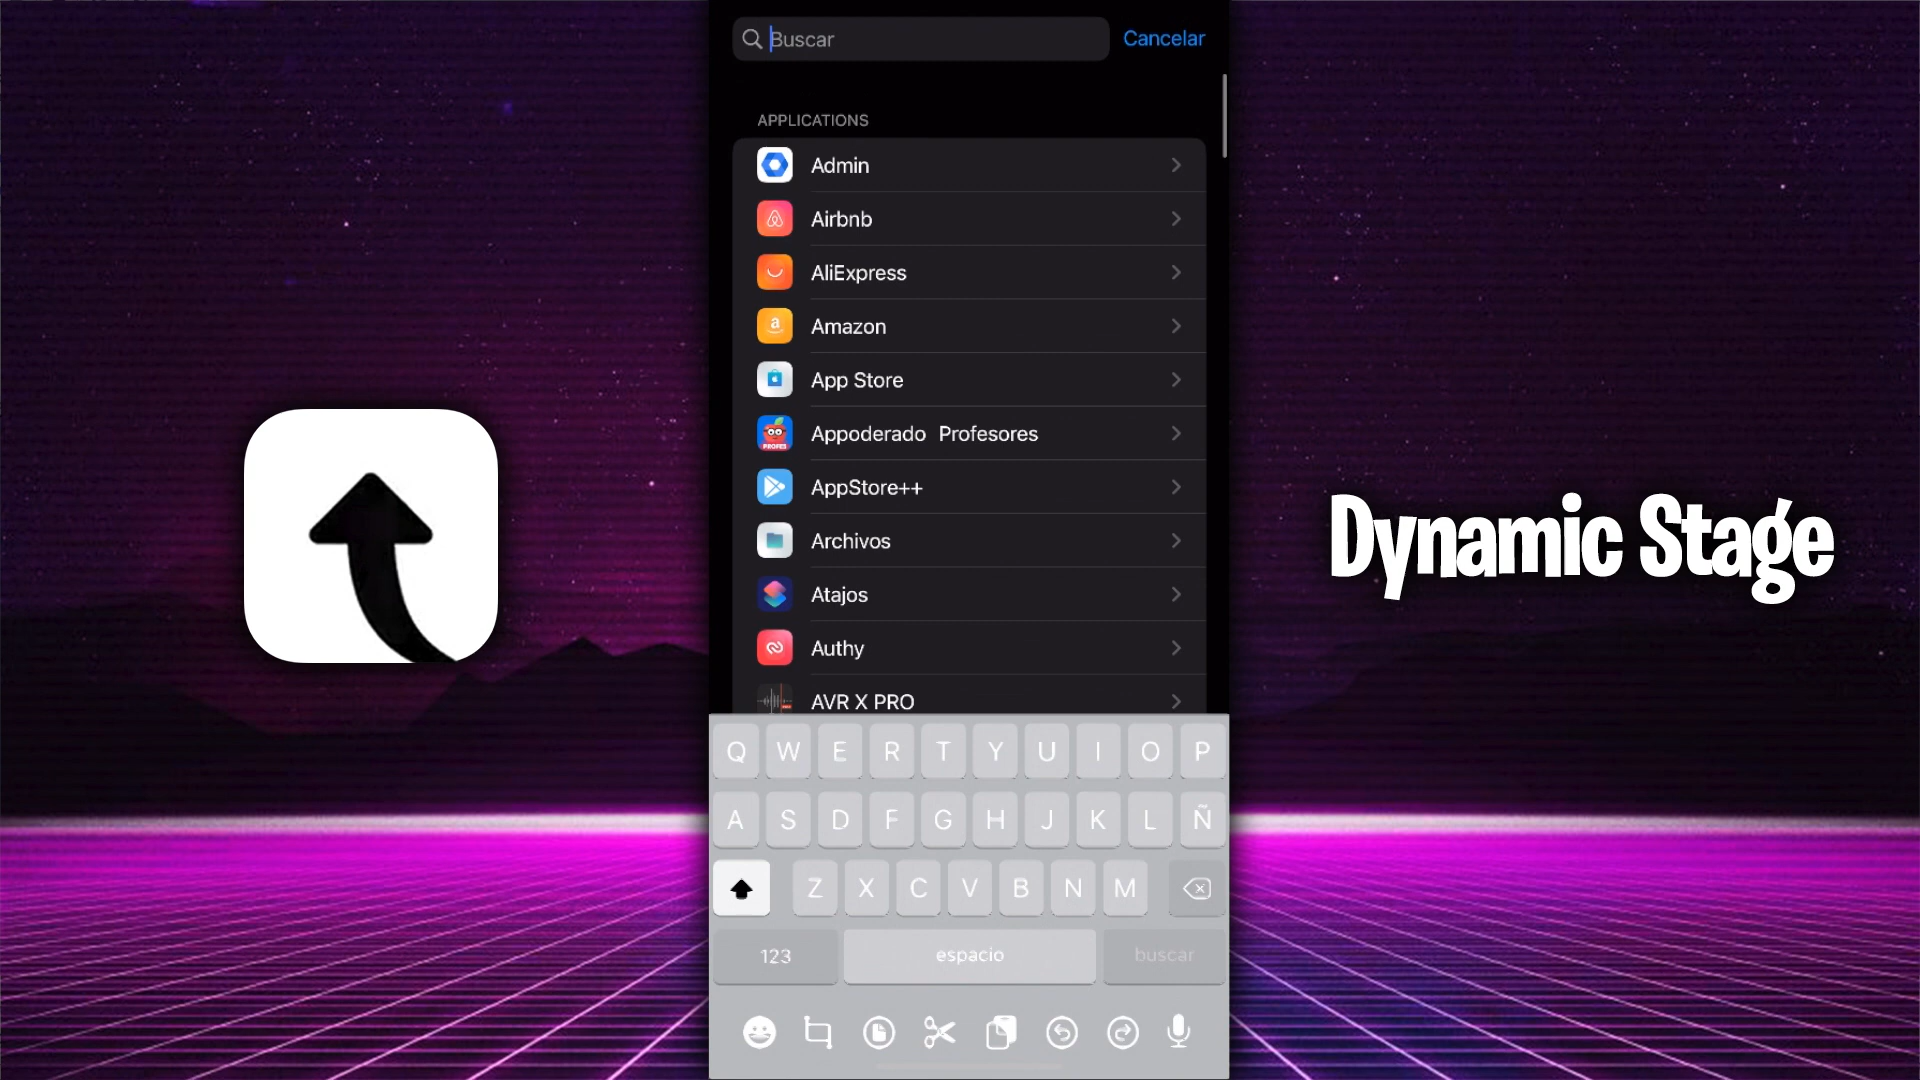 Buscar
Cancelar
APPLICATIONS
Admin
Airbnb
AliExpress
Amazon
App Store
Appoderado Profesores
PROFES
AppStore++
Archivos
Atajos
Authy
AVR X PRO
Dynamic Stage
Q W E R T Y U I O P
A S D F G H J K L Ñ
Z X C V B N M
123 espacio buscar